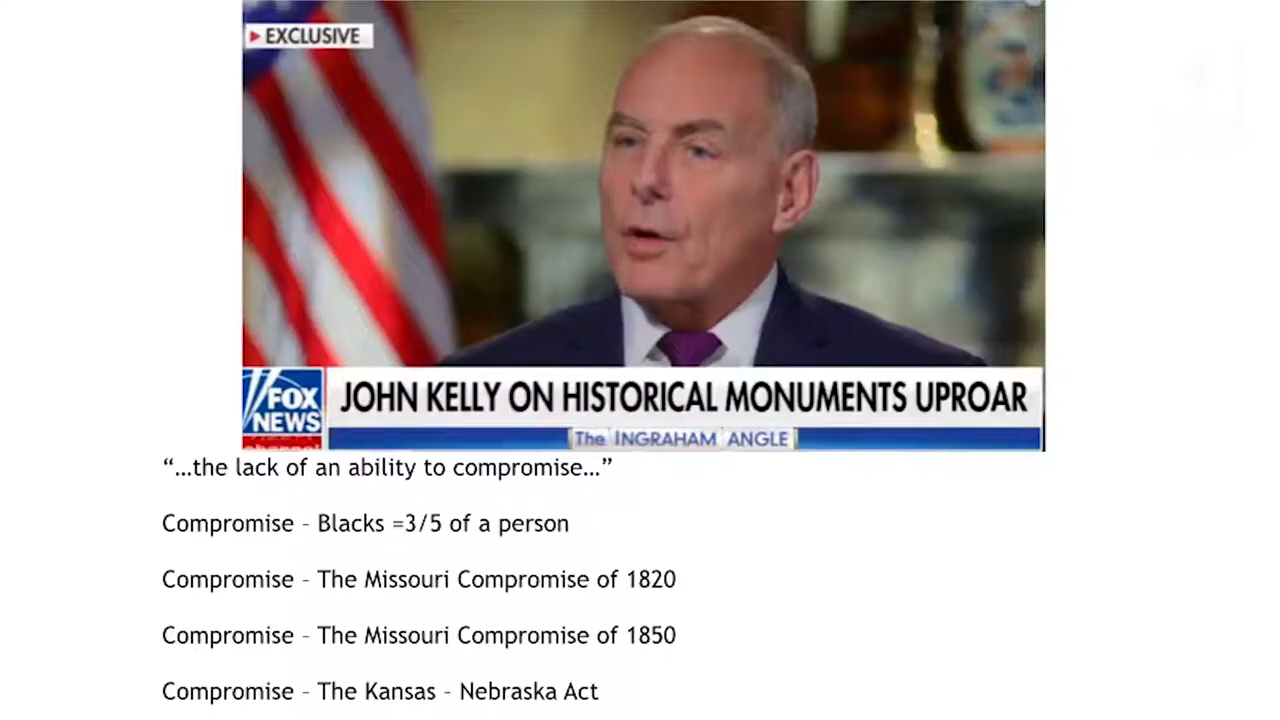 EXCLUSIVE
FOX
NEWS
channel
JOHN KELLY ON HISTORICAL MONUMENTS UPROAR
The INGRAHAM ANGLE
“…the lack of an ability to compromise…”
Compromise – Blacks =3/5 of a person
Compromise – The Missouri Compromise of 1820
Compromise – The Missouri Compromise of 1850
Compromise – The Kansas – Nebraska Act